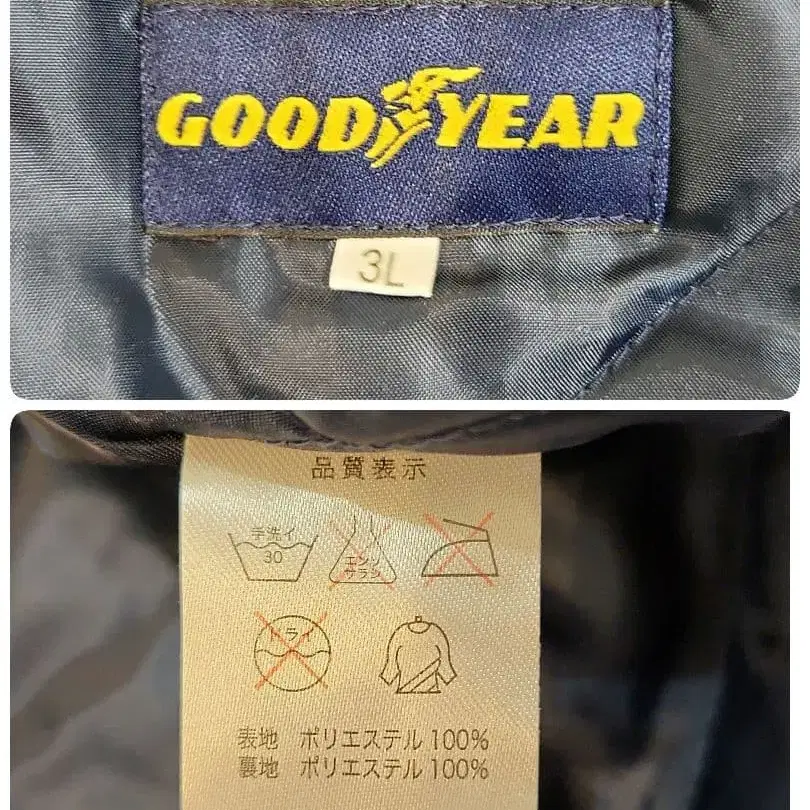 GOODYEAR
3L
品質表示
手洗イ
30
エンソ
サラシ
ドライ
表地 ポリエステル 100%
裏地 ポリエステル 100%